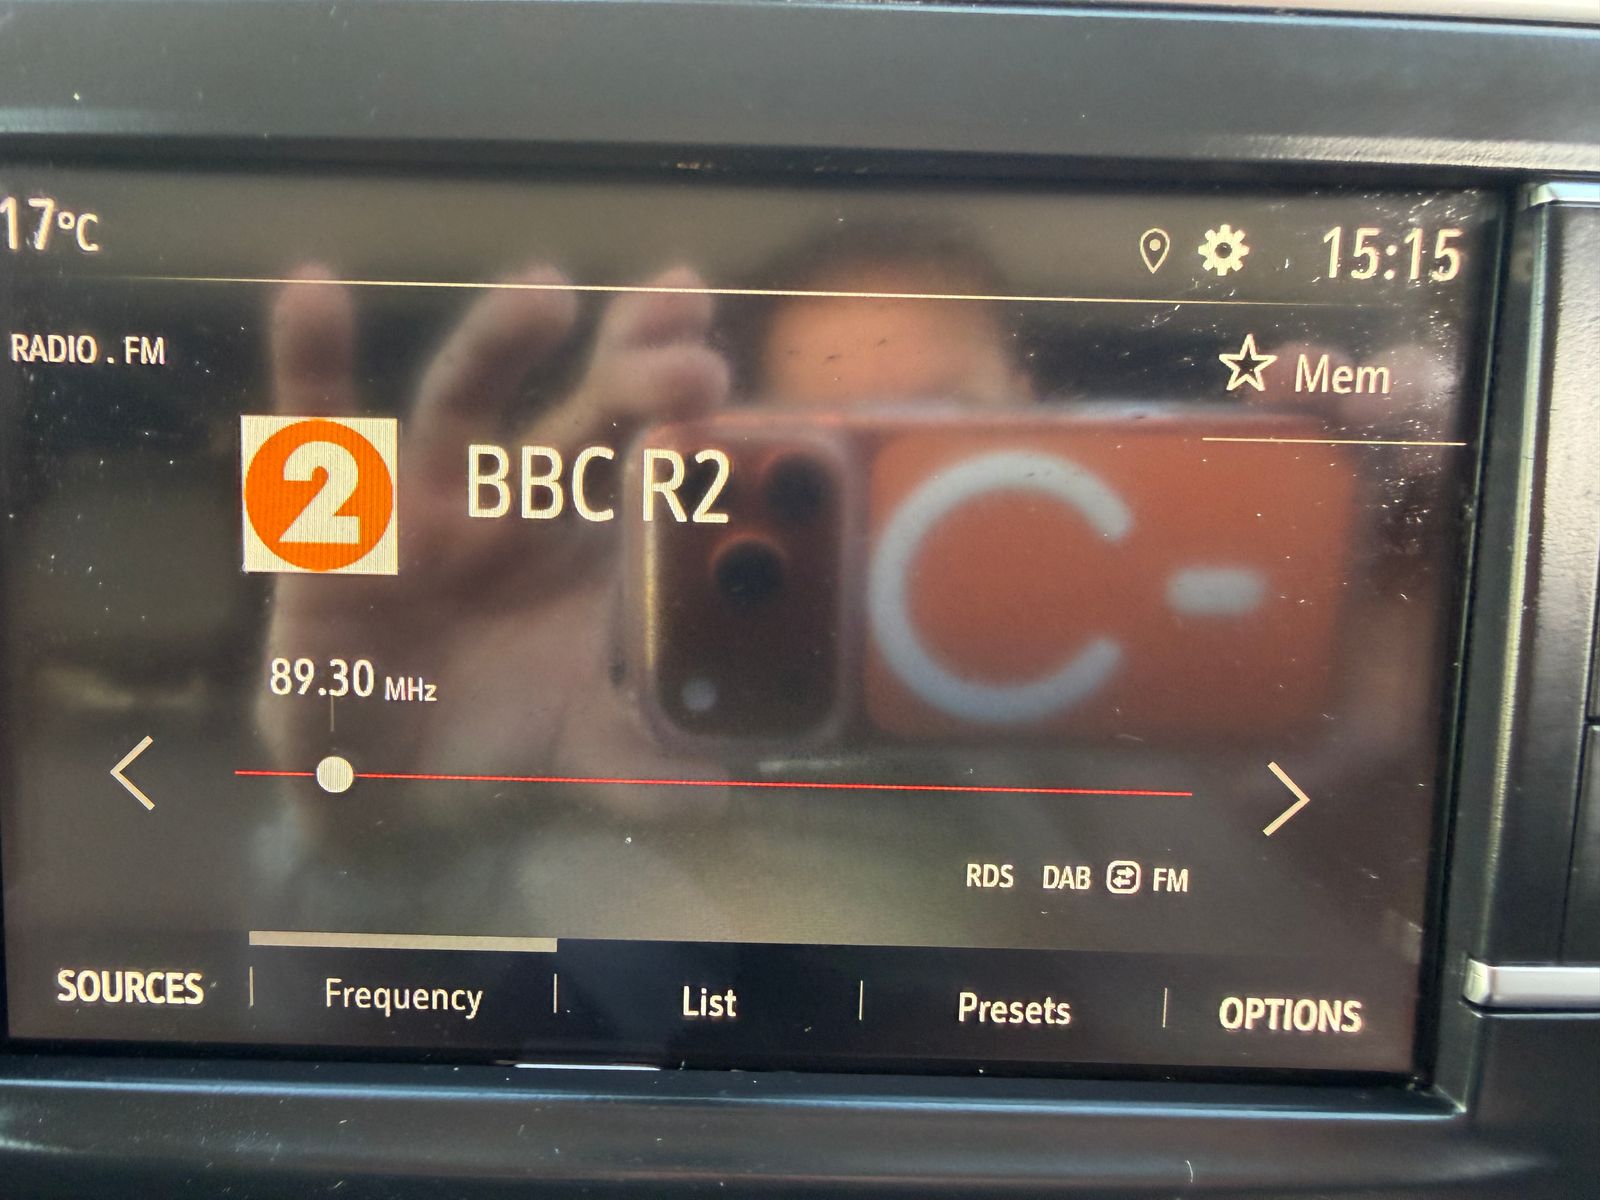 17°C 15:15
RADIO . FM
Mem
2 BBC R2
89.30 MHz
RDS DAB FM
SOURCES Frequency List Presets OPTIONS